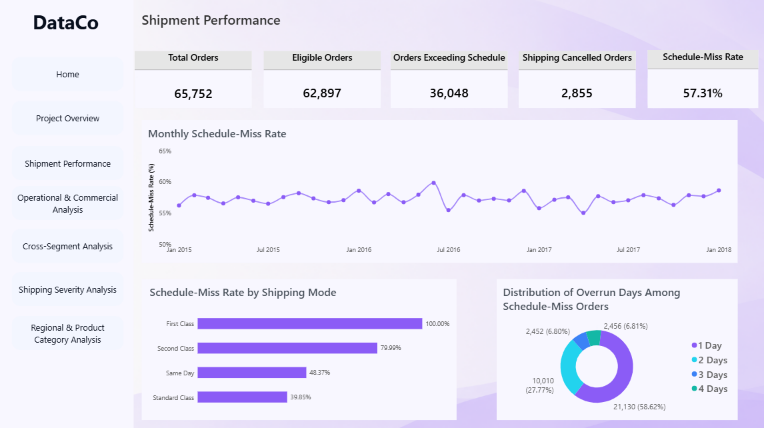 DataCo
Shipment Performance
Home
Project Overview
Shipment Performance
Operational & Commercial
Analysis
Cross-Segment Analysis
Shipping Severity Analysis
Regional & Product
Category Analysis
Total Orders
65,752
Eligible Orders
62,897
Orders Exceeding Schedule
36,048
Shipping Cancelled Orders
2,855
Schedule-Miss Rate
57.31%
Monthly Schedule-Miss Rate
Schedule-Miss Rate (%)
65%
60%
55%
50%
Jan 2015
Jul 2015
Jan 2016
Jul 2016
Jan 2017
Jul 2017
Jan 2018
Schedule-Miss Rate by Shipping Mode
First Class
100.00%
Second Class
79.99%
Same Day
48.37%
Standard Class
39.85%
Distribution of Overrun Days Among
Schedule-Miss Orders
2,456 (6.81%)
2,452 (6.80%)
10,010
(27.77%)
21,130 (58.62%)
1 Day
2 Days
3 Days
4 Days